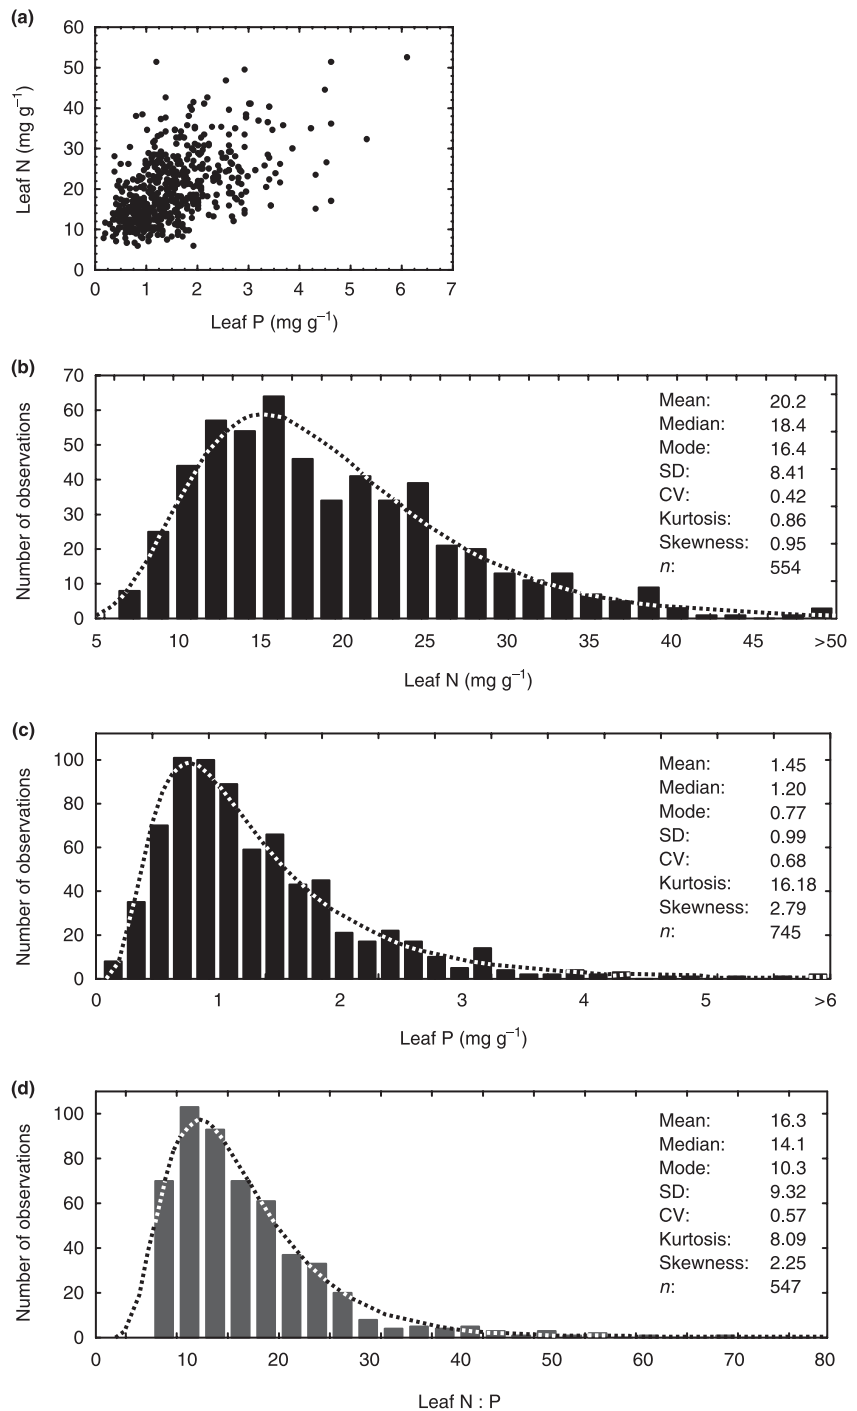 (a)
60
50
40
30
20
10
0
Leaf N (mg g⁻¹)
0 1 2 3 4 5 6 7
Leaf P (mg g⁻¹)
(b)
70
60
50
40
30
20
10
0
Number of observations
Mean: 20.2
Median: 18.4
Mode: 16.4
SD: 8.41
CV: 0.42
Kurtosis: 0.86
Skewness: 0.95
n: 554
5 10 15 20 25 30 35 40 45 >50
Leaf N (mg g⁻¹)
(c)
100
80
60
40
20
0
Number of observations
Mean: 1.45
Median: 1.20
Mode: 0.77
SD: 0.99
CV: 0.68
Kurtosis: 16.18
Skewness: 2.79
n: 745
0 1 2 3 4 5 >6
Leaf P (mg g⁻¹)
(d)
100
80
60
40
20
0
Number of observations
Mean: 16.3
Median: 14.1
Mode: 10.3
SD: 9.32
CV: 0.57
Kurtosis: 8.09
Skewness: 2.25
n: 547
0 10 20 30 40 50 60 70 80
Leaf N : P